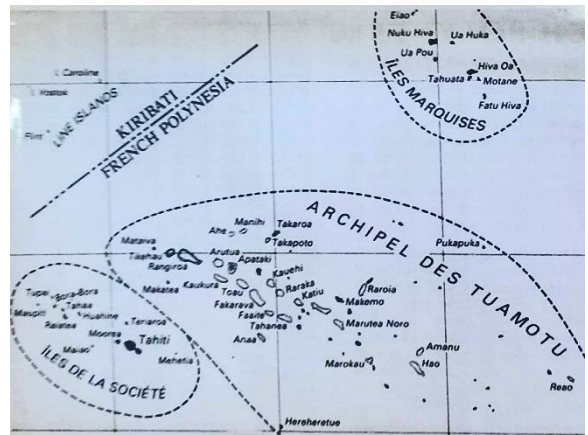 Eiao
Nuku Hiva
Ua Huka
Ua Pou
Hiva Oa
Tahuata
Motane
Fatu Hiva
ÎLES MARQUISES
I. Caroline
I. Vostok
Flint
LINE ISLANDS
KIRIBATI
FRENCH POLYNESIA
ARCHIPEL DES TUAMOTU
Manihi
Ahe
Takaroa
Takapoto
Mataiva
Tikehau
Rangiroa
Arutua
Apataki
Kauehi
Pukapuka
Makatea
Kaukura
Toau
Raraka
Katiu
Raroia
Makemo
Fakarava
Faaite
Tahanea
Marutea Noro
Anaa
Amanu
Marokau
Hao
Reao
Tupai
Bora-Bora
Tahaa
Maupiti
Huahine
Raiatea
Teriaroa
Moorea
Tahiti
Maiao
Mehetia
ÎLES DE LA SOCIÉTÉ
Hereheretue